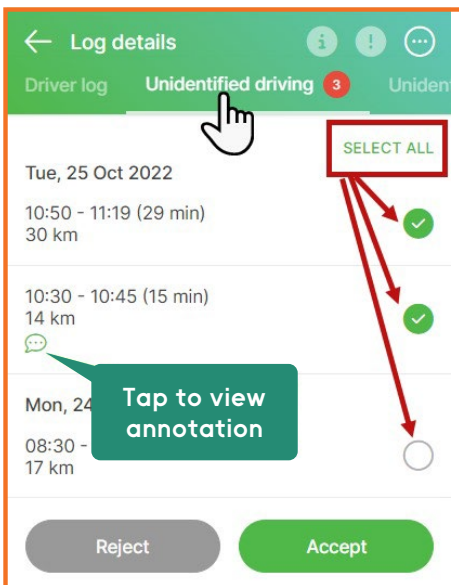 Log details
Driver log Unidentified driving 3 Uniden
SELECT ALL
Tue, 25 Oct 2022
10:50 - 11:19 (29 min)
30 km
10:30 - 10:45 (15 min)
14 km
Tap to view
annotation
Mon, 24
08:30 -
17 km
Reject Accept